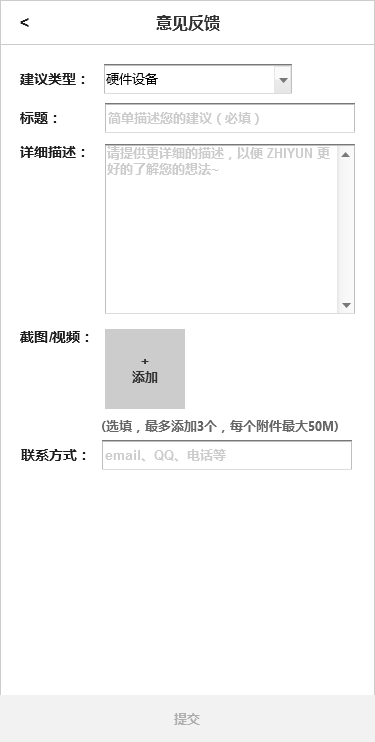 < 意见反馈
建议类型： 硬件设备
标题： 简单描述您的建议（必填）
详细描述： 请提供更详细的描述，以便 ZHIYUN 更
好的了解您的想法~
截图/视频：
+
添加
(选填，最多添加3个，每个附件最大50M)
联系方式： email、QQ、电话等
提交